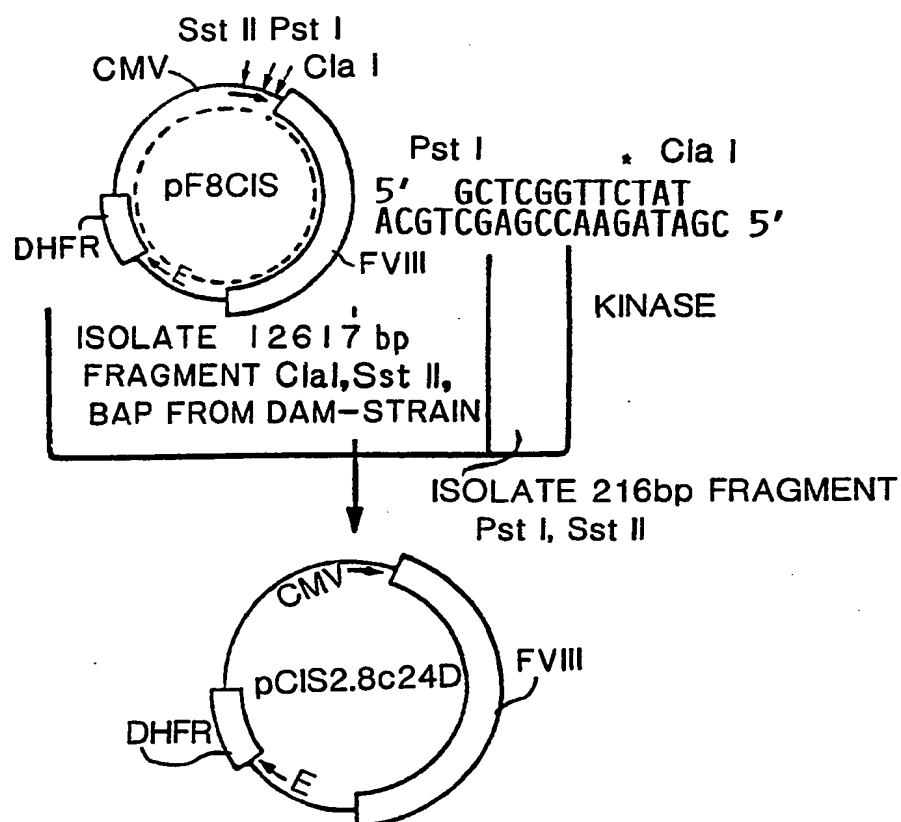 Sst II Pst I
CMV
Cla I
pF8CIS
DHFR
E
FVIII
Pst I * Cla I
5' GCTCGGTTCTAT
ACGTCGAGCCAAGATAGC 5'
KINASE
ISOLATE 12617 bp
FRAGMENT ClaI, Sst II,
BAP FROM DAM-STRAIN
ISOLATE 216bp FRAGMENT
Pst I, Sst II
CMV
pCIS2.8c24D
FVIII
DHFR
E